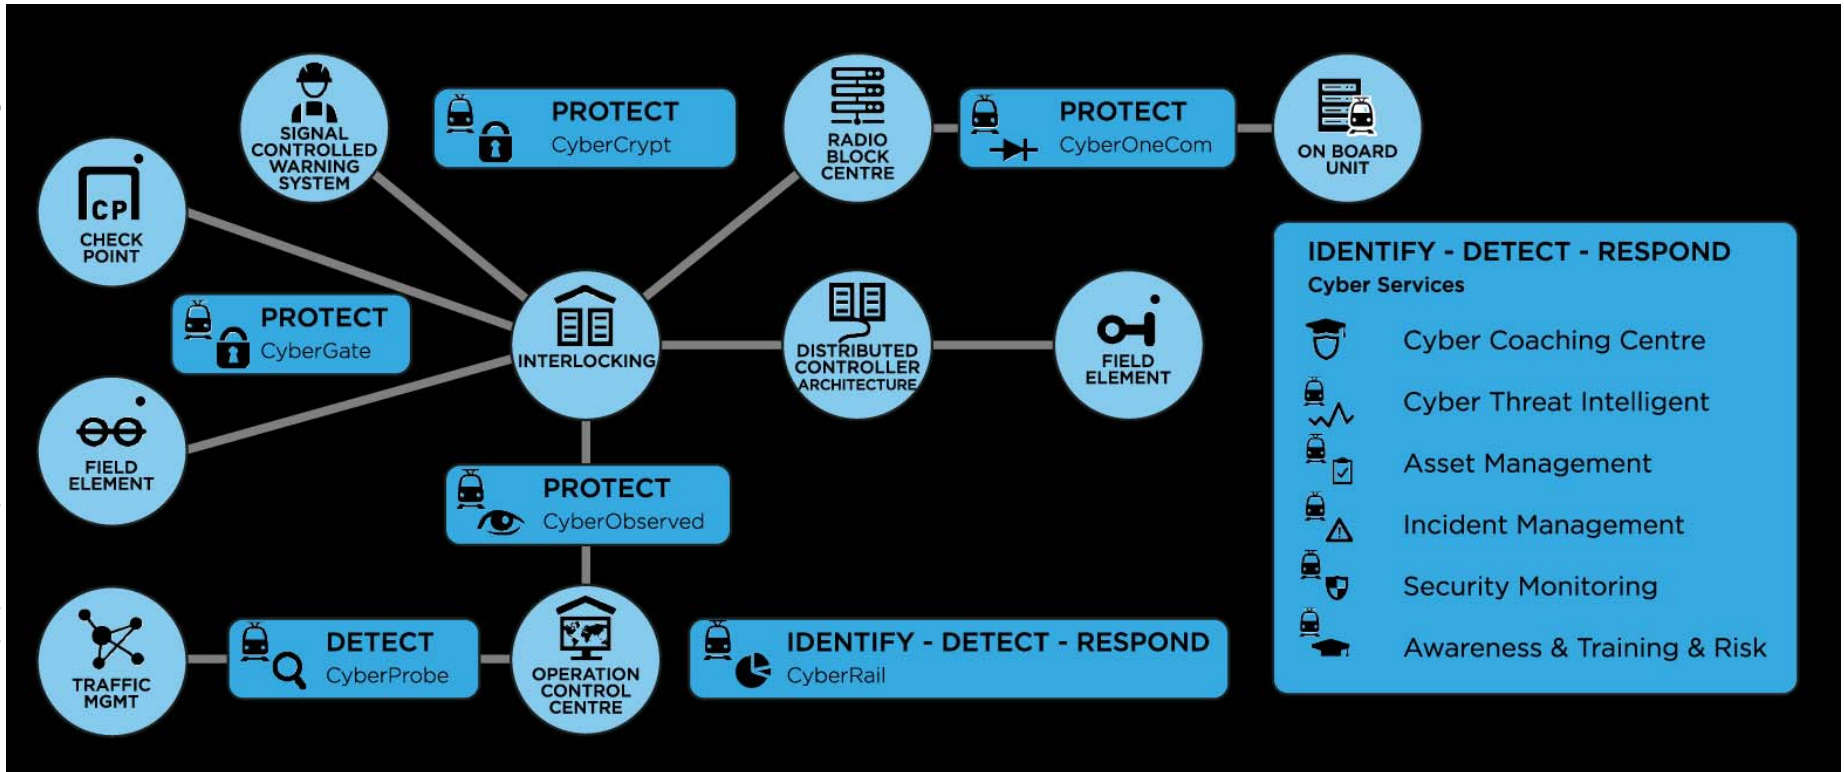 SIGNAL
CONTROLLED
WARNING
SYSTEM
PROTECT
CyberCrypt
RADIO
BLOCK
CENTRE
PROTECT
CyberOneCom
ON BOARD
UNIT
CP
CHECK
POINT
PROTECT
CyberGate
INTERLOCKING
DISTRIBUTED
CONTROLLER
ARCHITECTURE
FIELD
ELEMENT
FIELD
ELEMENT
PROTECT
CyberObserved
TRAFFIC
MGMT
DETECT
CyberProbe
OPERATION
CONTROL
CENTRE
IDENTIFY - DETECT - RESPOND
CyberRail
IDENTIFY - DETECT - RESPOND
Cyber Services
Cyber Coaching Centre
Cyber Threat Intelligent
Asset Management
Incident Management
Security Monitoring
Awareness & Training & Risk